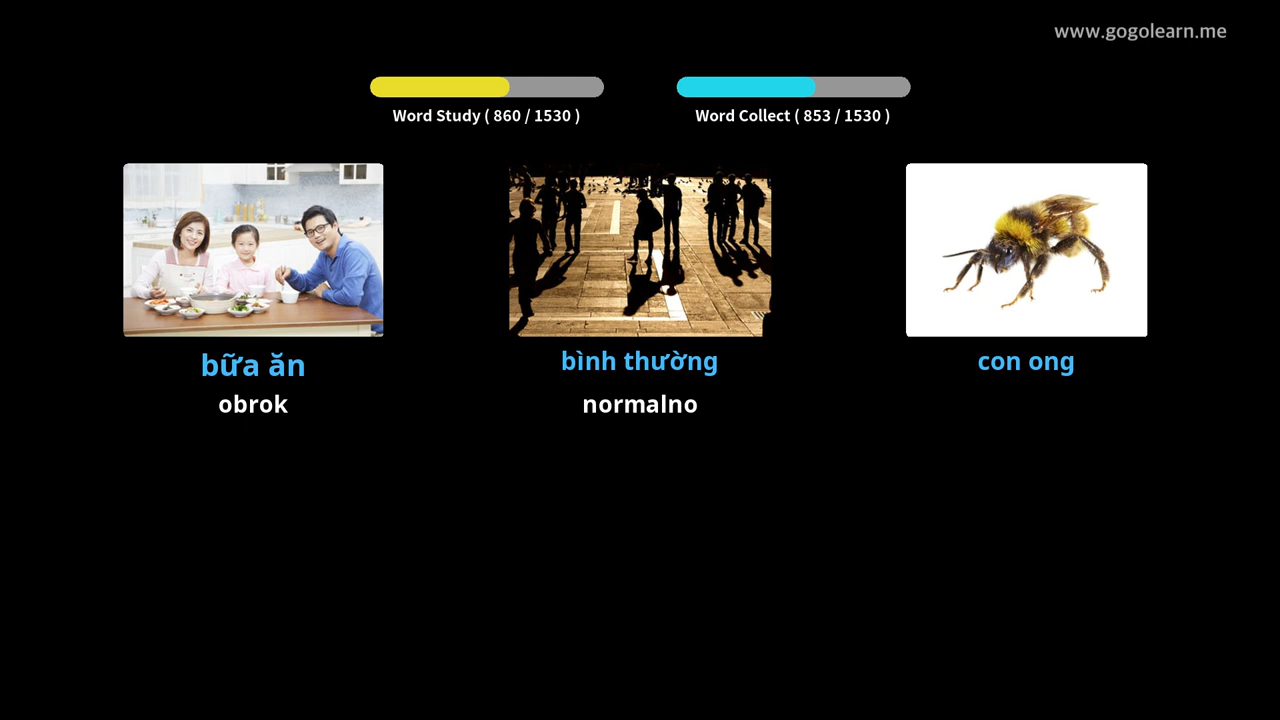 www.gogolearn.me
Word Study ( 860 / 1530 )
Word Collect ( 853 / 1530 )
bữa ăn
bình thường
con ong
obrok
normalno